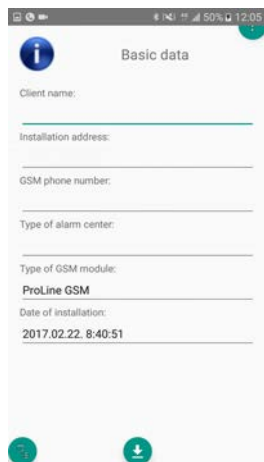 50% 12:05
Basic data
Client name:
Installation address:
GSM phone number:
Type of alarm center:
Type of GSM module:
ProLine GSM
Date of installation:
2017.02.22. 8:40:51